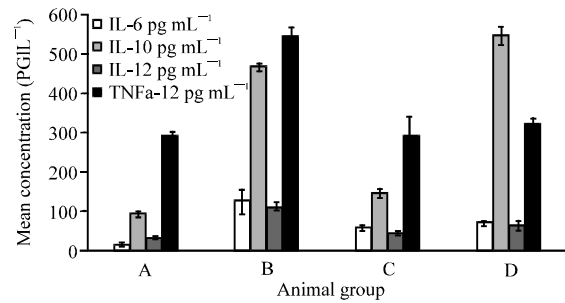 600
500
400
300
200
100
0
Mean concentration (PGlL⁻¹)
IL-6 pg mL⁻¹
IL-10 pg mL⁻¹
IL-12 pg mL⁻¹
TNFa-12 pg mL⁻¹
A B C D
Animal group